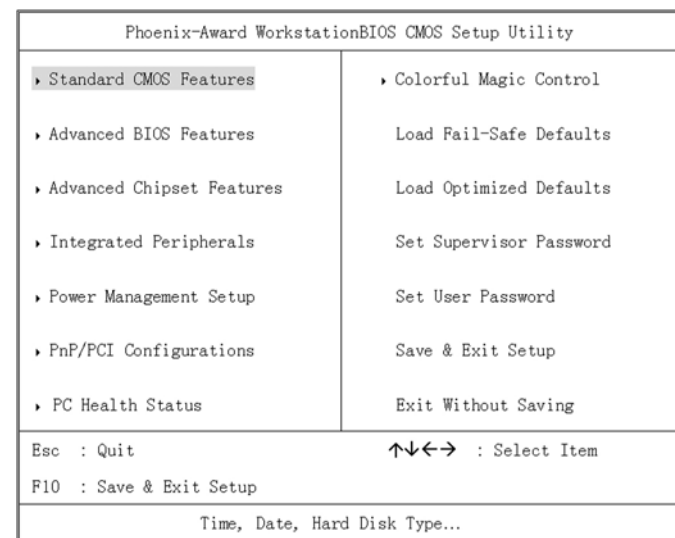 Phoenix-Award WorkstationBIOS CMOS Setup Utility
▸ Standard CMOS Features
▸ Advanced BIOS Features
▸ Advanced Chipset Features
▸ Integrated Peripherals
▸ Power Management Setup
▸ PnP/PCI Configurations
▸ PC Health Status
▸ Colorful Magic Control
Load Fail-Safe Defaults
Load Optimized Defaults
Set Supervisor Password
Set User Password
Save & Exit Setup
Exit Without Saving
Esc : Quit
F10 : Save & Exit Setup
↑↓←→ : Select Item
Time, Date, Hard Disk Type...